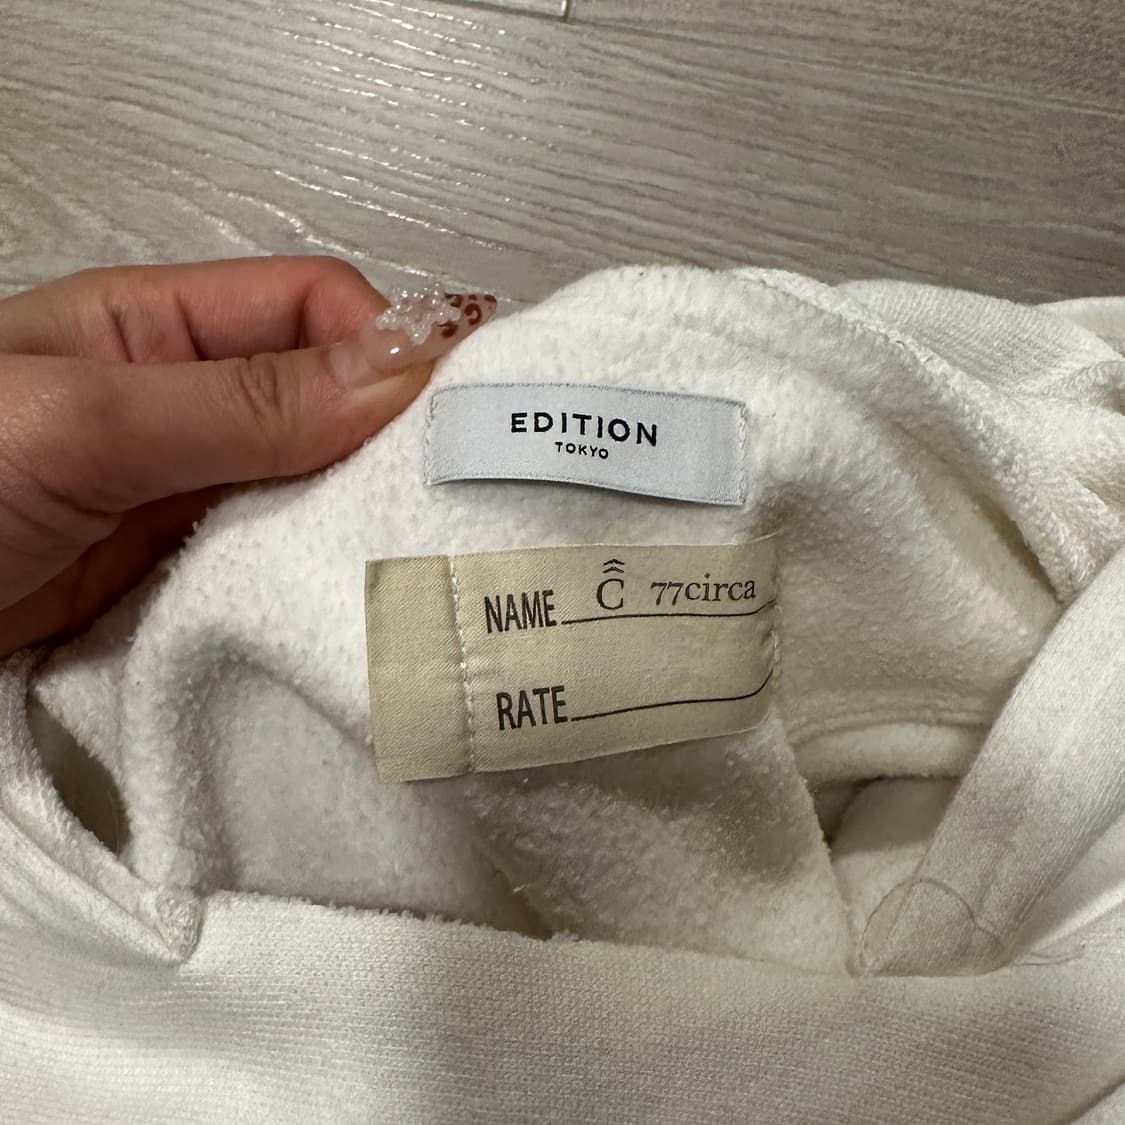 EDITION
TOKYO
NAME Ĉ 77circa
RATE